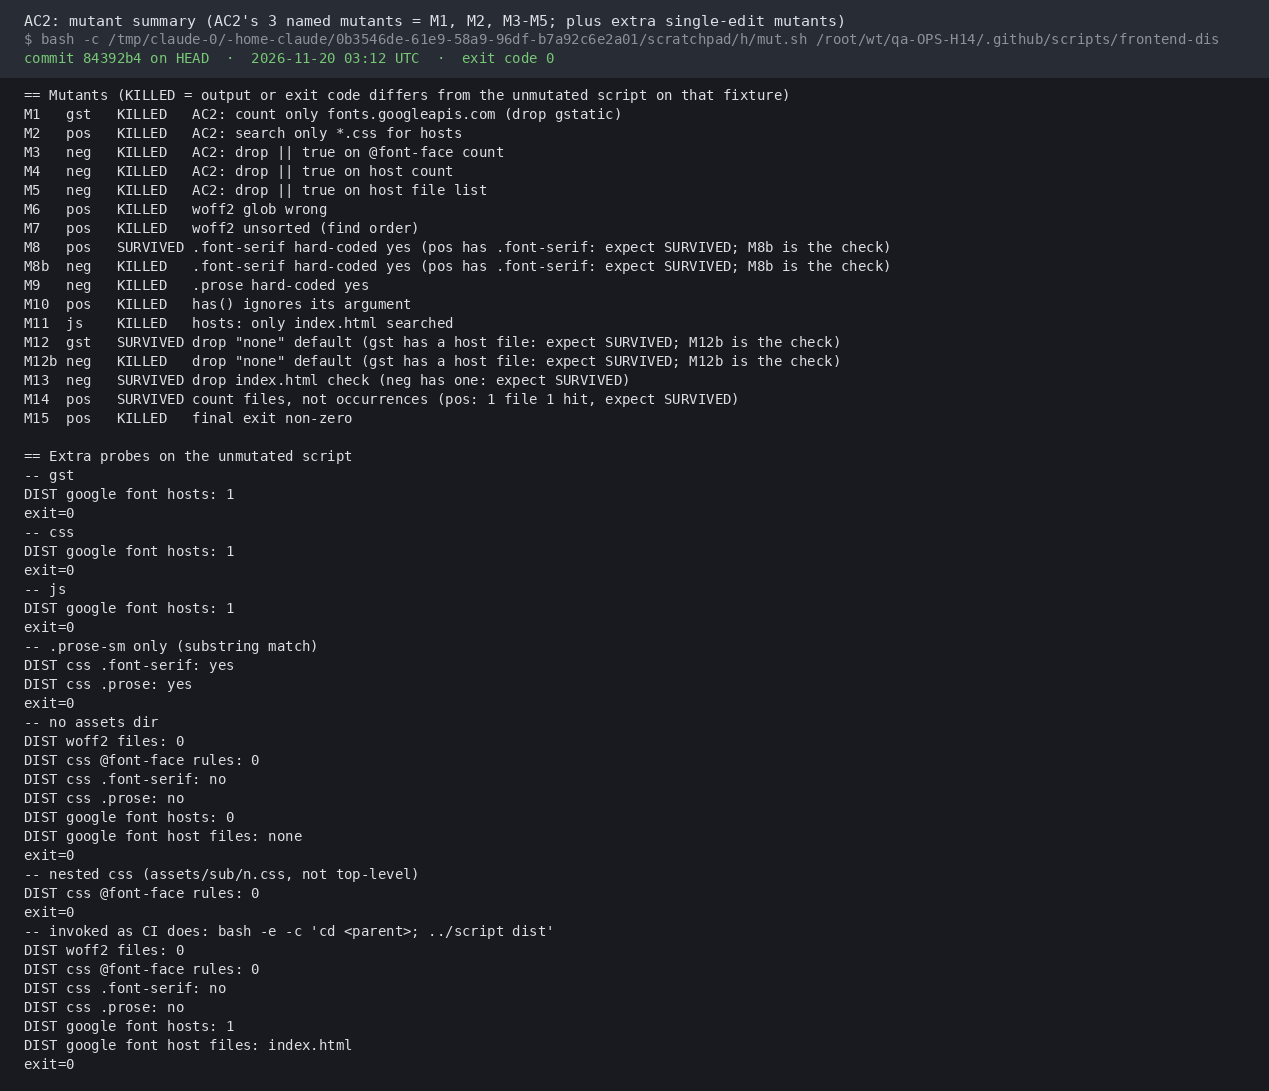 AC2: mutant summary (AC2's 3 named mutants = M1, M2, M3-M5; plus extra single-edit mutants)
$ bash -c /tmp/claude-0/-home-claude/0b3546de-61e9-58a9-96df-b7a92c6e2a01/scratchpad/h/mut.sh /root/wt/qa-OPS-H14/.github/scripts/frontend-dis
commit 84392b4 on HEAD · 2026-11-20 03:12 UTC · exit code 0
== Mutants (KILLED = output or exit code differs from the unmutated script on that fixture)
M1 gst KILLED AC2: count only fonts.googleapis.com (drop gstatic)
M2 pos KILLED AC2: search only *.css for hosts
M3 neg KILLED AC2: drop || true on @font-face count
M4 neg KILLED AC2: drop || true on host count
M5 neg KILLED AC2: drop || true on host file list
M6 pos KILLED woff2 glob wrong
M7 pos KILLED woff2 unsorted (find order)
M8 pos SURVIVED .font-serif hard-coded yes (pos has .font-serif: expect SURVIVED; M8b is the check)
M8b neg KILLED .font-serif hard-coded yes (pos has .font-serif: expect SURVIVED; M8b is the check)
M9 neg KILLED .prose hard-coded yes
M10 pos KILLED has() ignores its argument
M11 js KILLED hosts: only index.html searched
M12 gst SURVIVED drop "none" default (gst has a host file: expect SURVIVED; M12b is the check)
M12b neg KILLED drop "none" default (gst has a host file: expect SURVIVED; M12b is the check)
M13 neg SURVIVED drop index.html check (neg has one: expect SURVIVED)
M14 pos SURVIVED count files, not occurrences (pos: 1 file 1 hit, expect SURVIVED)
M15 pos KILLED final exit non-zero
== Extra probes on the unmutated script
-- gst
DIST google font hosts: 1
exit=0
-- css
DIST google font hosts: 1
exit=0
-- js
DIST google font hosts: 1
exit=0
-- .prose-sm only (substring match)
DIST css .font-serif: yes
DIST css .prose: yes
exit=0
-- no assets dir
DIST woff2 files: 0
DIST css @font-face rules: 0
DIST css .font-serif: no
DIST css .prose: no
DIST google font hosts: 0
DIST google font host files: none
exit=0
-- nested css (assets/sub/n.css, not top-level)
DIST css @font-face rules: 0
exit=0
-- invoked as CI does: bash -e -c 'cd <parent>; ../script dist'
DIST woff2 files: 0
DIST css @font-face rules: 0
DIST css .font-serif: no
DIST css .prose: no
DIST google font hosts: 1
DIST google font host files: index.html
exit=0